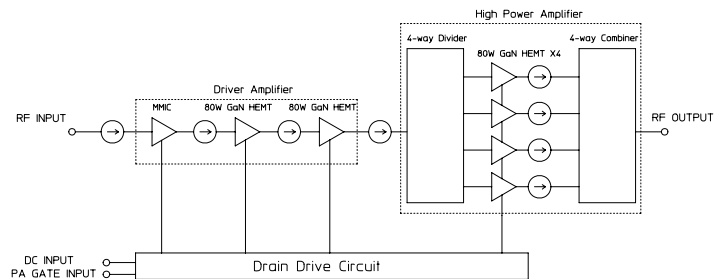 High Power Amplifier
4-way Divider
4-way Combiner
80W GaN HEMT X4
Driver Amplifier
MMIC
80W GaN HEMT
80W GaN HEMT
RF INPUT
RF OUTPUT
DC INPUT
PA GATE INPUT
Drain Drive Circuit